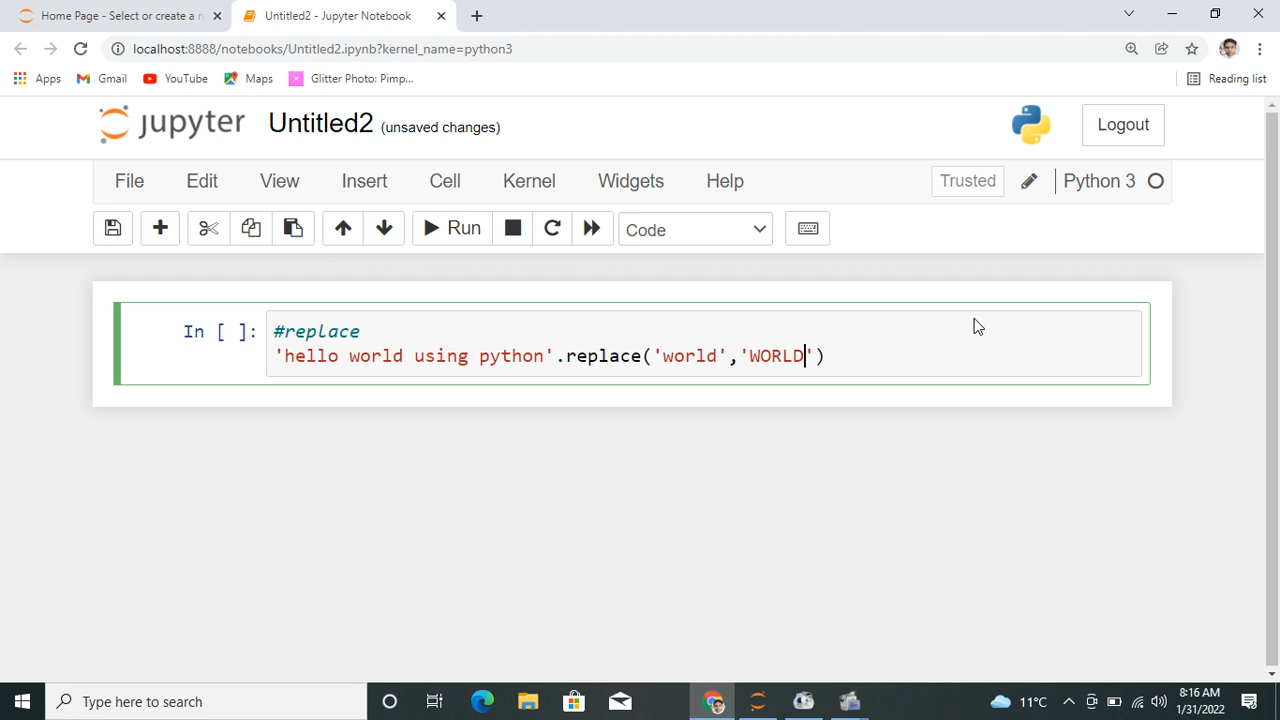 Home Page - Select or create a n
Untitled2 - Jupyter Notebook
localhost:8888/notebooks/Untitled2.ipynb?kernel_name=python3
Apps Gmail YouTube Maps Glitter Photo: Pimp... Reading list
jupyter Untitled2 (unsaved changes) Logout
File Edit View Insert Cell Kernel Widgets Help Trusted Python 3
Run Code
In [ ]: #replace
'hello world using python'.replace('world','WORLD')
Type here to search 11°C 8:16 AM
1/31/2022